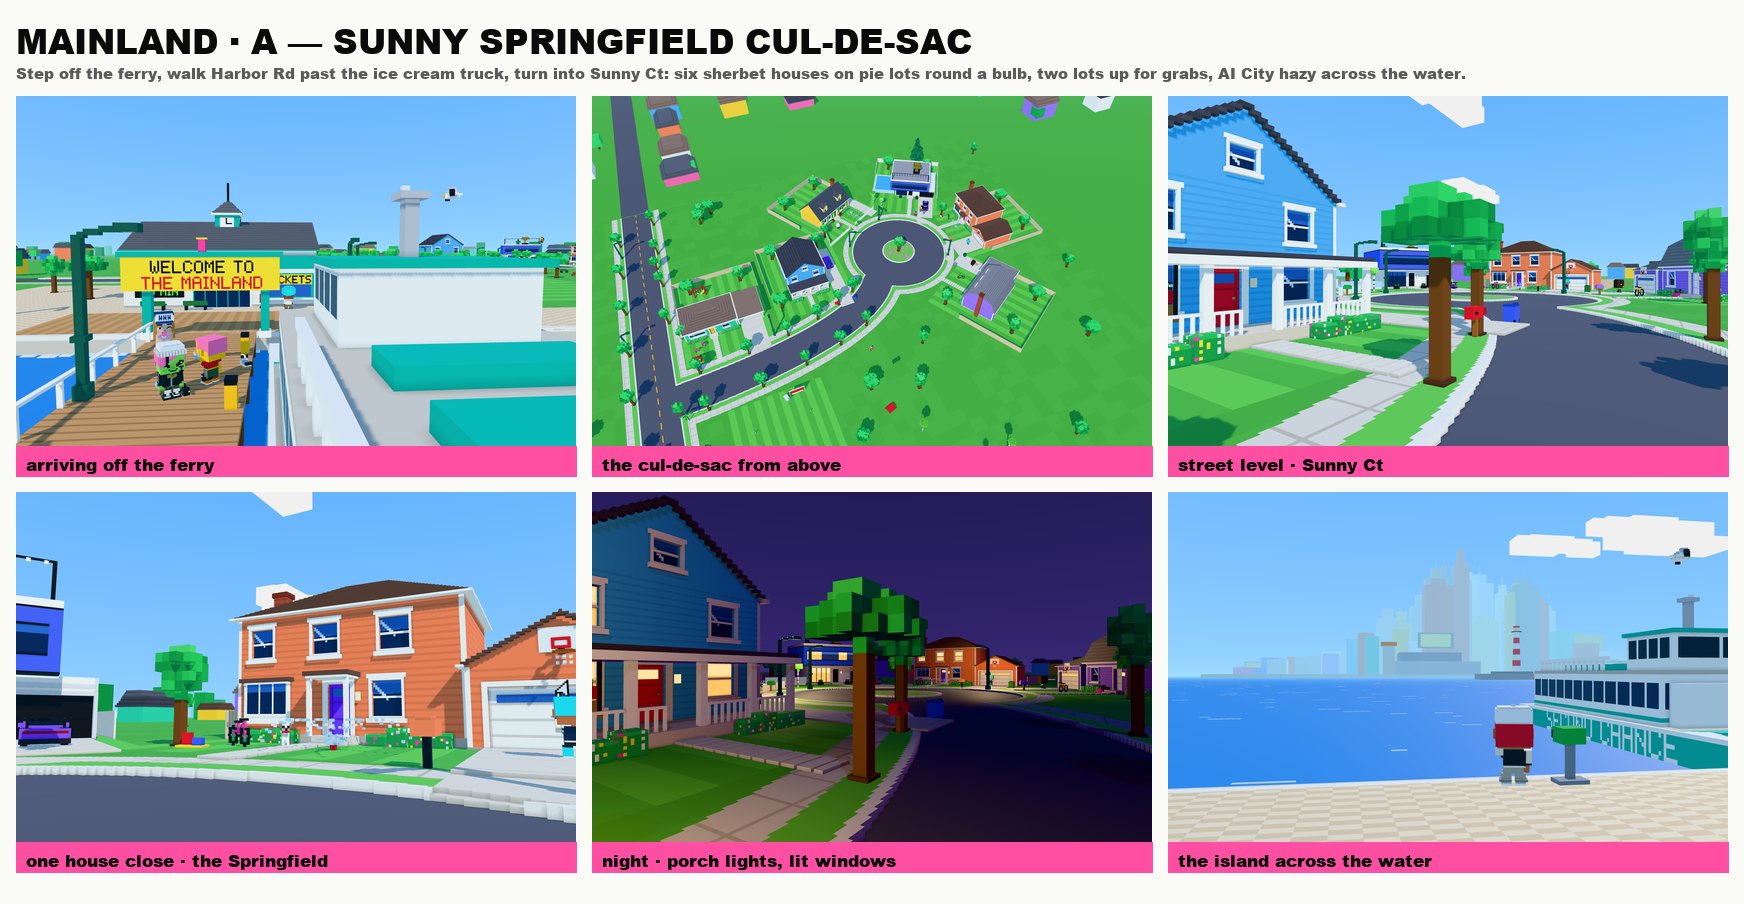 MAINLAND · A — SUNNY SPRINGFIELD CUL-DE-SAC
Step off the ferry, walk Harbor Rd past the ice cream truck, turn into Sunny Ct: six sherbet houses on pie lots round a bulb, two lots up for grabs, AI City hazy across the water.
WELCOME TO
THE MAINLAND
CKETS
arriving off the ferry
the cul-de-sac from above
street level · Sunny Ct
SECOND CHANCE
one house close · the Springfield
night · porch lights, lit windows
the island across the water